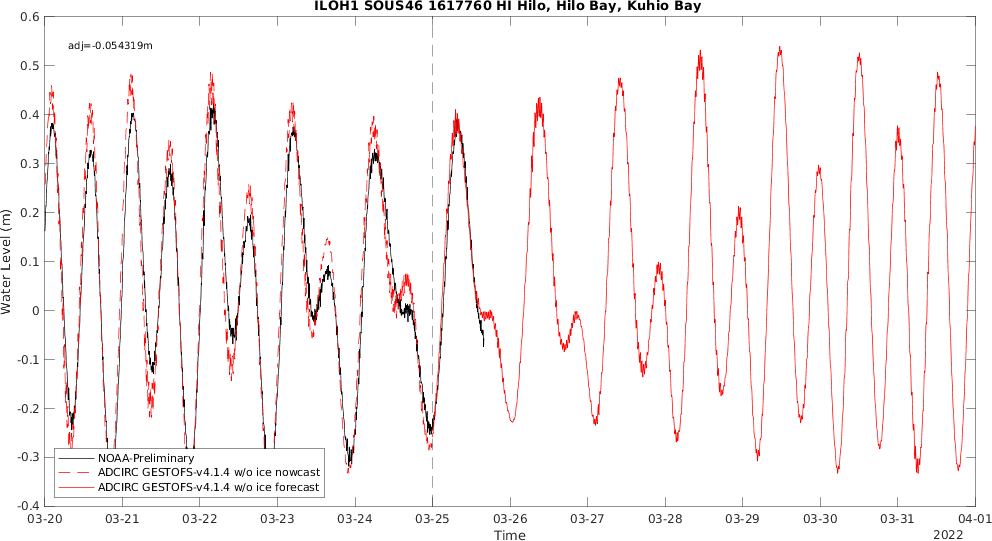 ILOH1 SOUS46 1617760 HI Hilo, Hilo Bay, Kuhio Bay
0.6
adj=-0.054319m
0.5
0.4
0.3
0.2
0.1
0
-0.1
-0.2
-0.3
-0.4
Water Level (m)
NOAA-Preliminary
ADCIRC GESTOFS-v4.1.4 w/o ice nowcast
ADCIRC GESTOFS-v4.1.4 w/o ice forecast
03-20 03-21 03-22 03-23 03-24 03-25 03-26 03-27 03-28 03-29 03-30 03-31 04-01
Time
2022